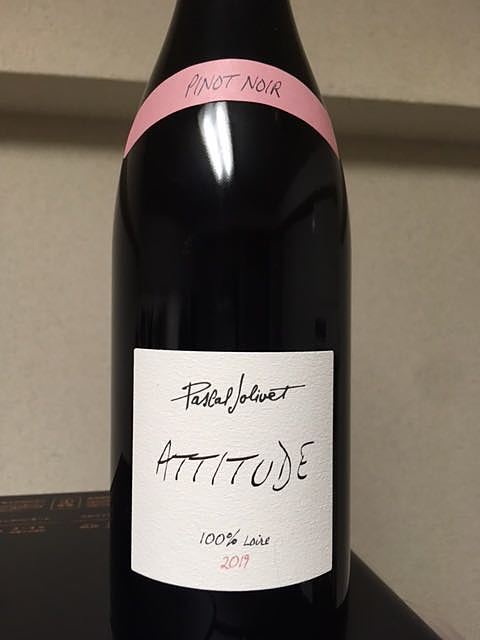 PINOT NOIR
Pascal Jolivet
ATTITUDE
100% LOIRE
2019